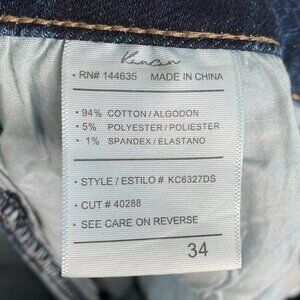 Kancan
• RN# 144635 • MADE IN CHINA
• 94% COTTON / ALGODON
• 5% POLYESTER / POLIESTER
• 1% SPANDEX / ELASTANO
• STYLE / ESTILO # KC6327DS
• CUT # 40288
• SEE CARE ON REVERSE
34